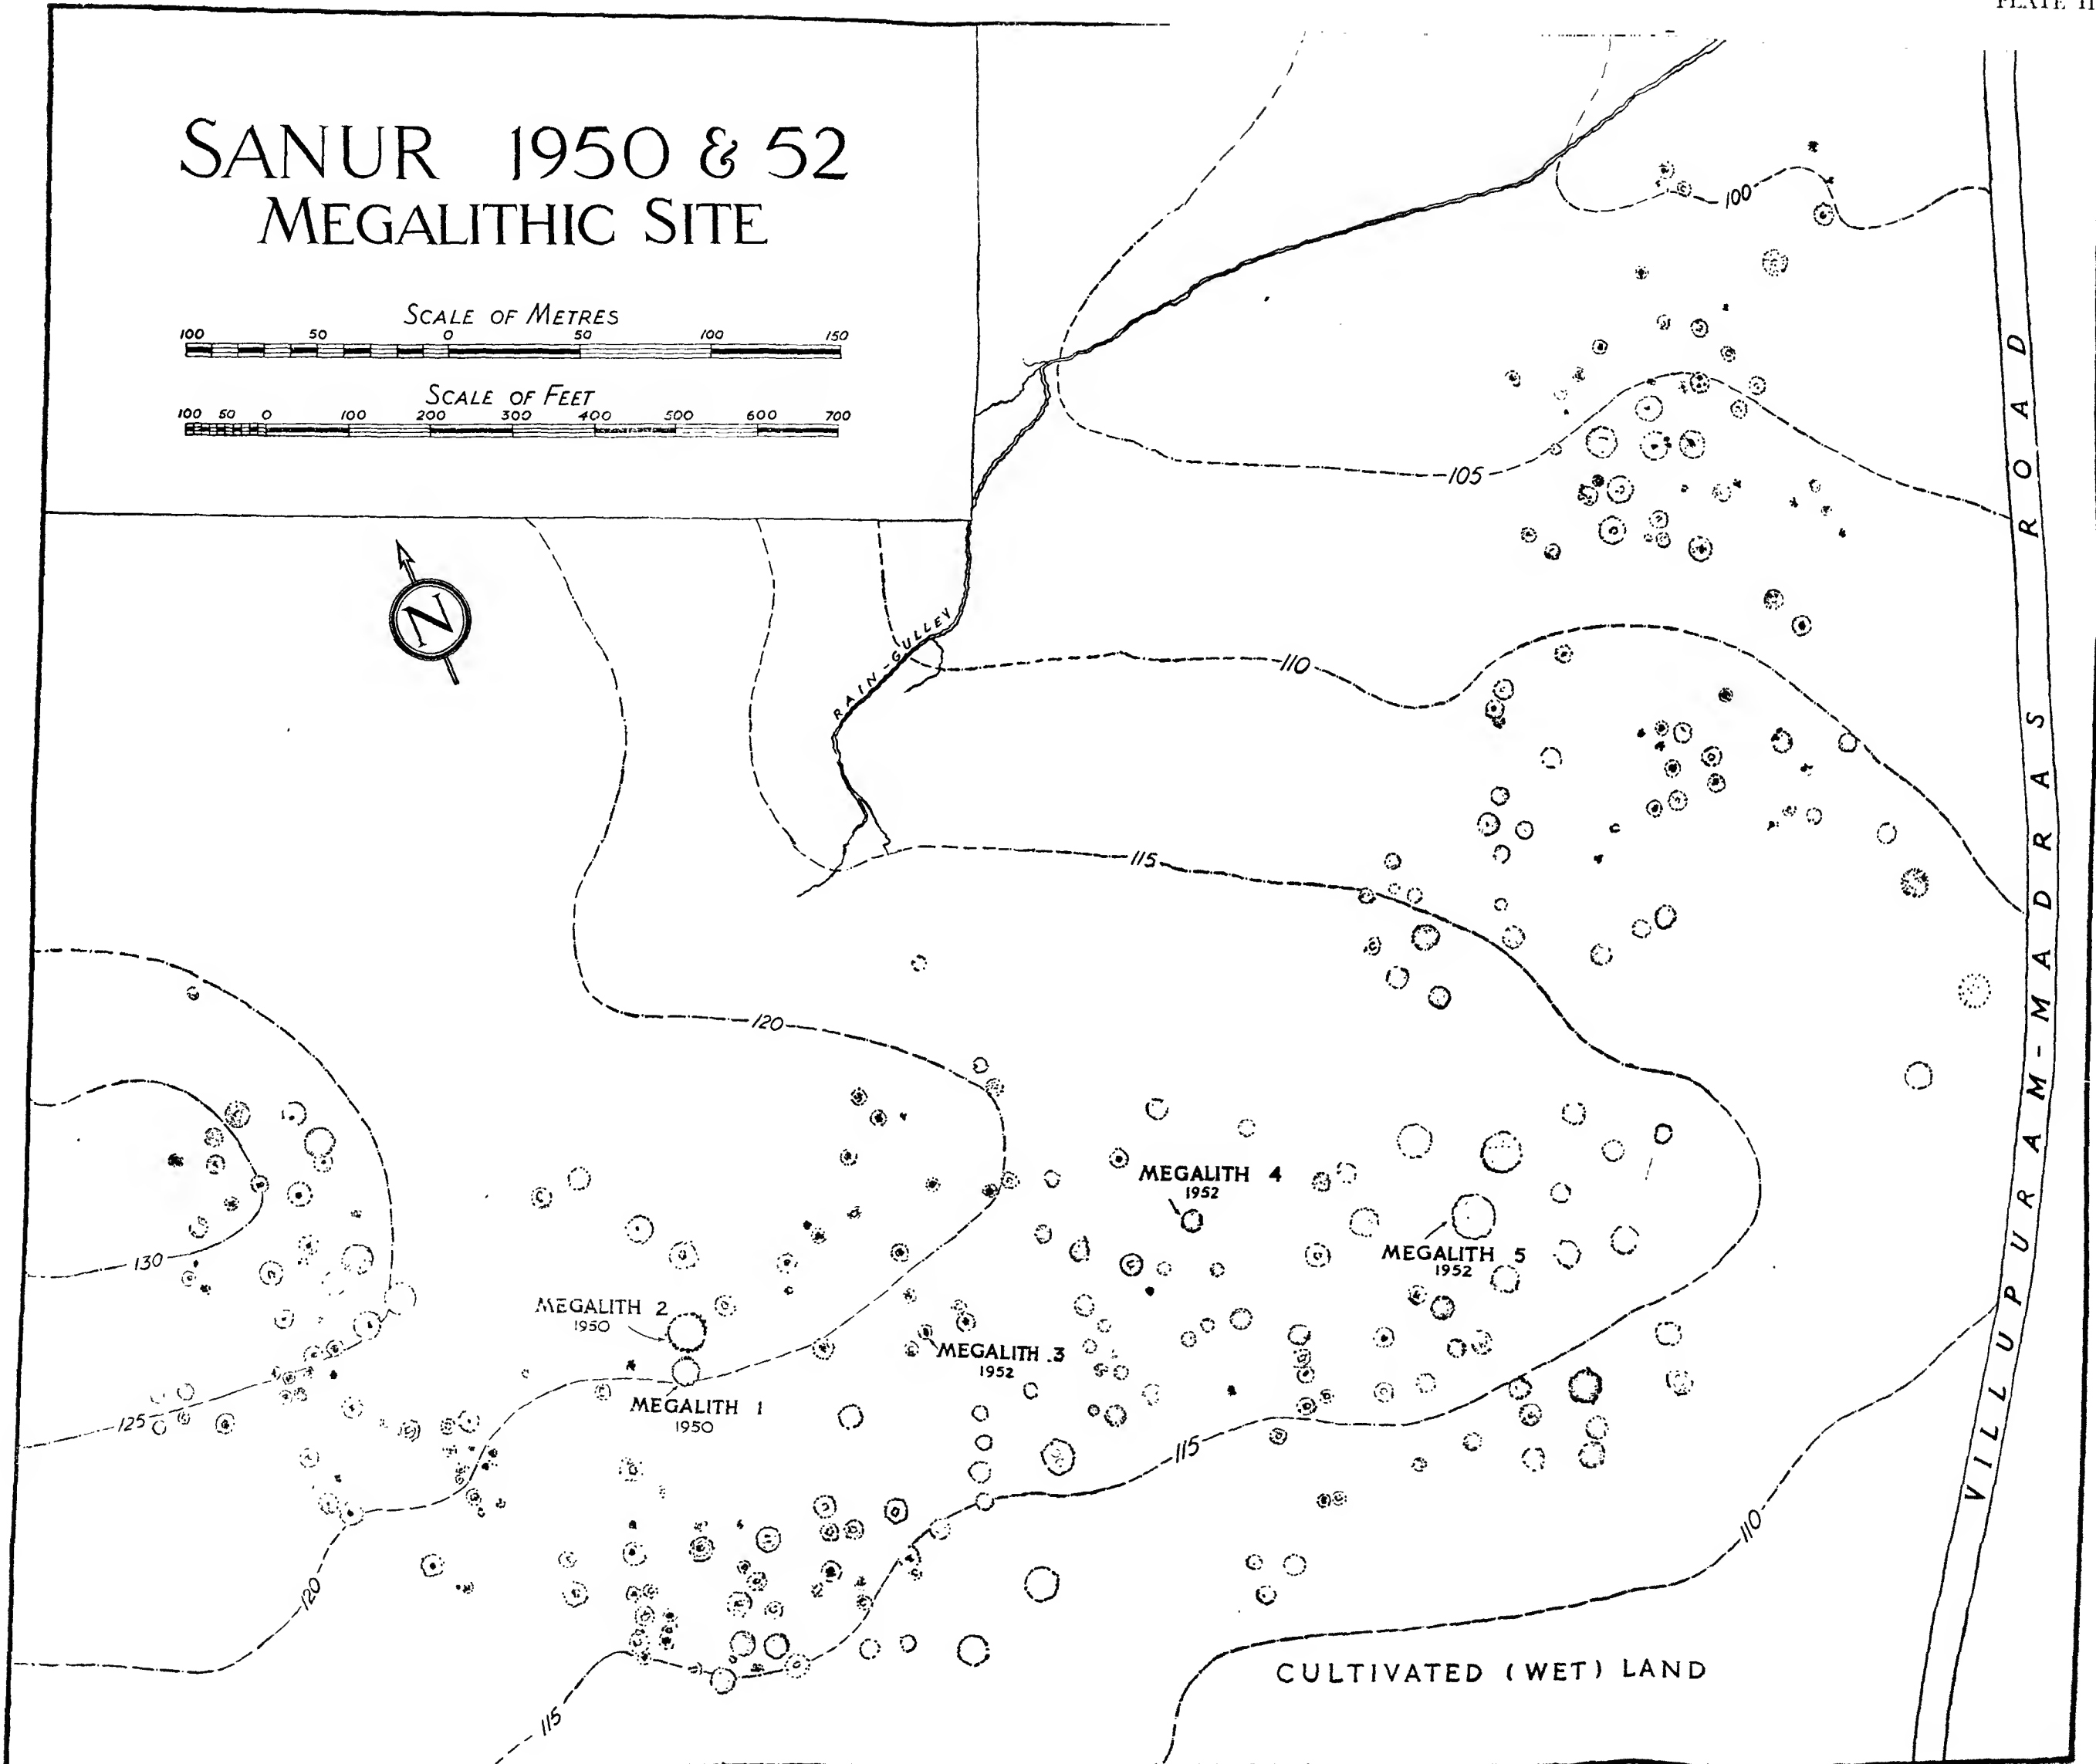 PLATE II
SANUR 1950 & 52
MEGALITHIC SITE
SCALE OF METRES
100 50 0 50 100 150
SCALE OF FEET
100 50 0 100 200 300 400 500 600 700
N
100
105
RAIN-GULLEY
110
115
120
130
125
MEGALITH 4
1952
MEGALITH 5
1952
MEGALITH 2
1950
MEGALITH 3
1952
MEGALITH 1
1950
115
110
120
115
CULTIVATED (WET) LAND
VILLUPURAM-MADRAS ROAD